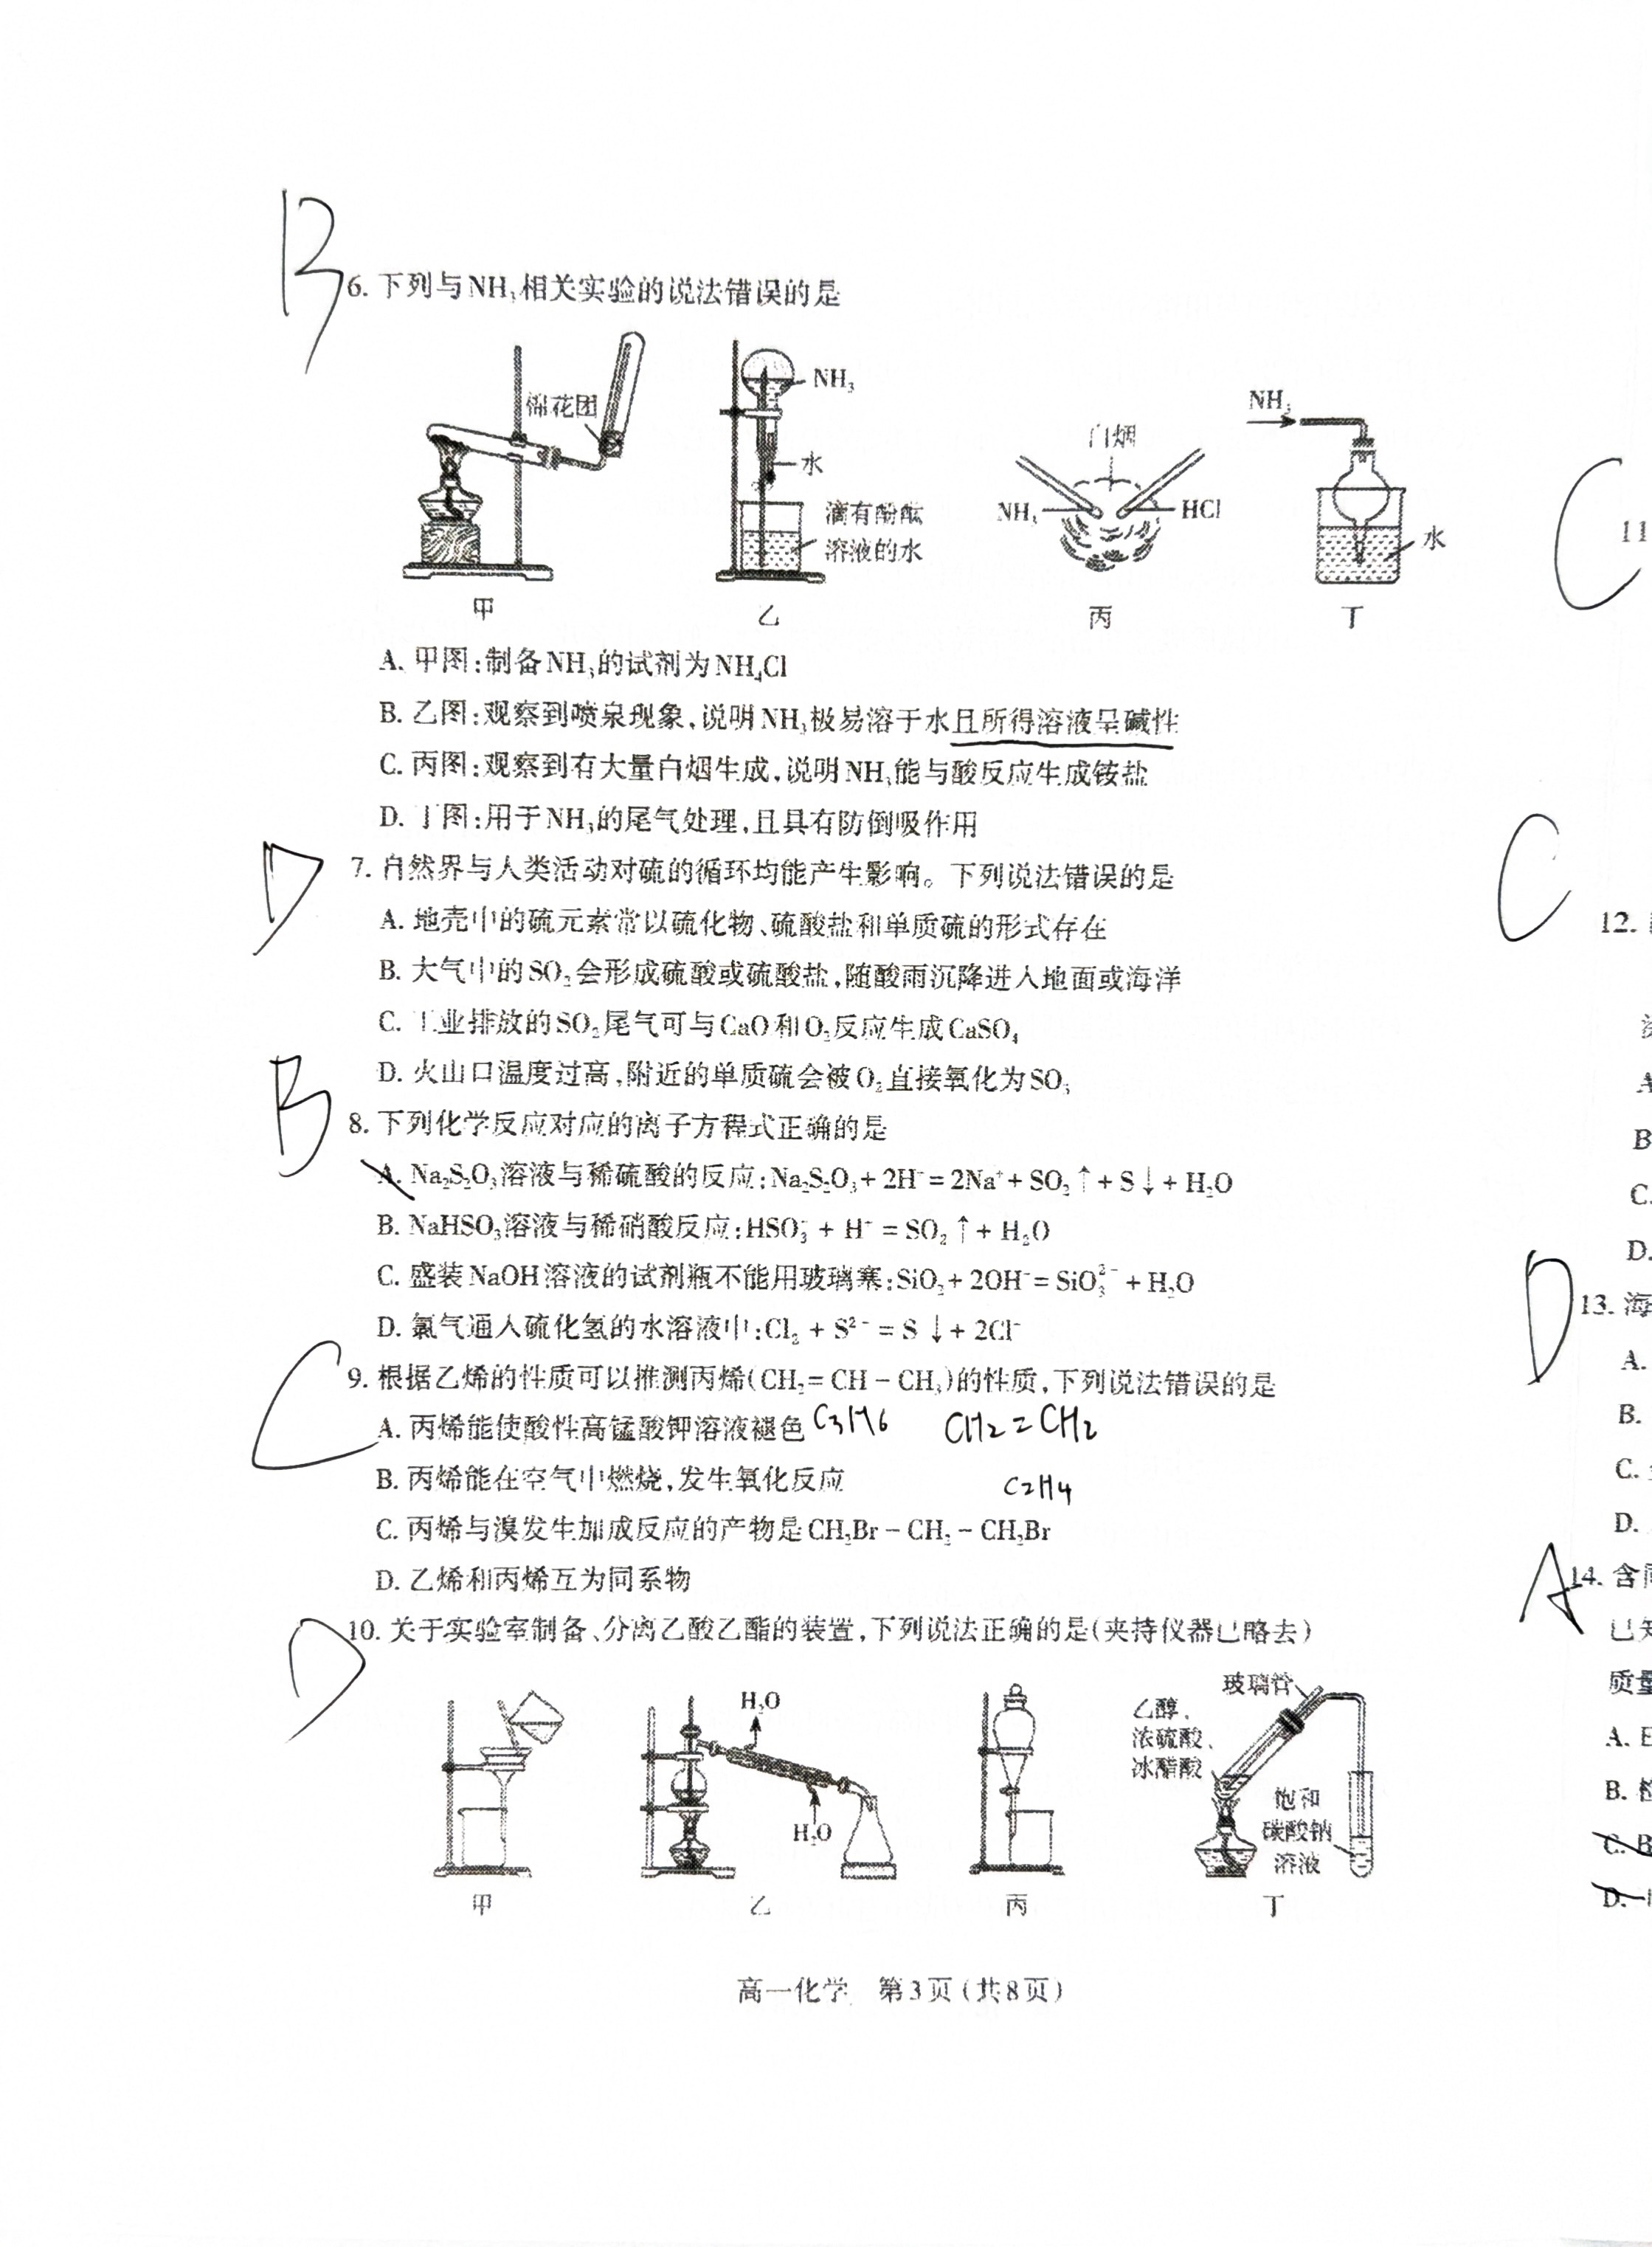 B
6. 下列与NH₃相关实验的说法错误的是
棉花团
NH₃
水
滴有酚酞
溶液的水
白烟
NH₃
HCl
NH₃
水
甲
乙
丙
丁
A. 甲图:制备NH₃的试剂为NH₄Cl
B. 乙图:观察到喷泉现象,说明NH₃极易溶于水且所得溶液呈碱性
C. 丙图:观察到有大量白烟生成,说明NH₃能与酸反应生成铵盐
D. 丁图:用于NH₃的尾气处理,且具有防倒吸作用
D
7. 自然界与人类活动对硫的循环均能产生影响。下列说法错误的是
A. 地壳中的硫元素常以硫化物、硫酸盐和单质硫的形式存在
B. 大气中的SO₂会形成硫酸或硫酸盐,随酸雨沉降进入地面或海洋
C. 工业排放的SO₂尾气可与CaO和O₂反应生成CaSO₄
D. 火山口温度过高,附近的单质硫会被O₂直接氧化为SO₃
B
8. 下列化学反应对应的离子方程式正确的是
A. Na₂S₂O₃溶液与稀硫酸的反应:Na₂S₂O₃+2H⁺=2Na⁺+SO₂↑+S↓+H₂O
B. NaHSO₃溶液与稀硝酸反应:HSO₃⁻+H⁺=SO₂↑+H₂O
C. 盛装NaOH溶液的试剂瓶不能用玻璃塞:SiO₂+2OH⁻=SiO₃²⁻+H₂O
D. 氯气通入硫化氢的水溶液中:Cl₂+S²⁻=S↓+2Cl⁻
C
9. 根据乙烯的性质可以推测丙烯(CH₂=CH-CH₃)的性质,下列说法错误的是
A. 丙烯能使酸性高锰酸钾溶液褪色 C₃H₆ CH₂=CH₂
B. 丙烯能在空气中燃烧,发生氧化反应 C₂H₄
C. 丙烯与溴发生加成反应的产物是CH₂Br-CH₂-CH₂Br
D. 乙烯和丙烯互为同系物
D
10. 关于实验室制备、分离乙酸乙酯的装置,下列说法正确的是(夹持仪器已略去)
H₂O
H₂O
玻璃管
乙醇、
浓硫酸、
冰醋酸
饱和
碳酸钠
溶液
甲
乙
丙
丁
高一化学 第3页(共8页)
C
11
C
12.
A
B
C.
D.
D
13. 海
A.
B.
C.
D.
A
14. 含
已知
质量
A.
B.
C. B
D.